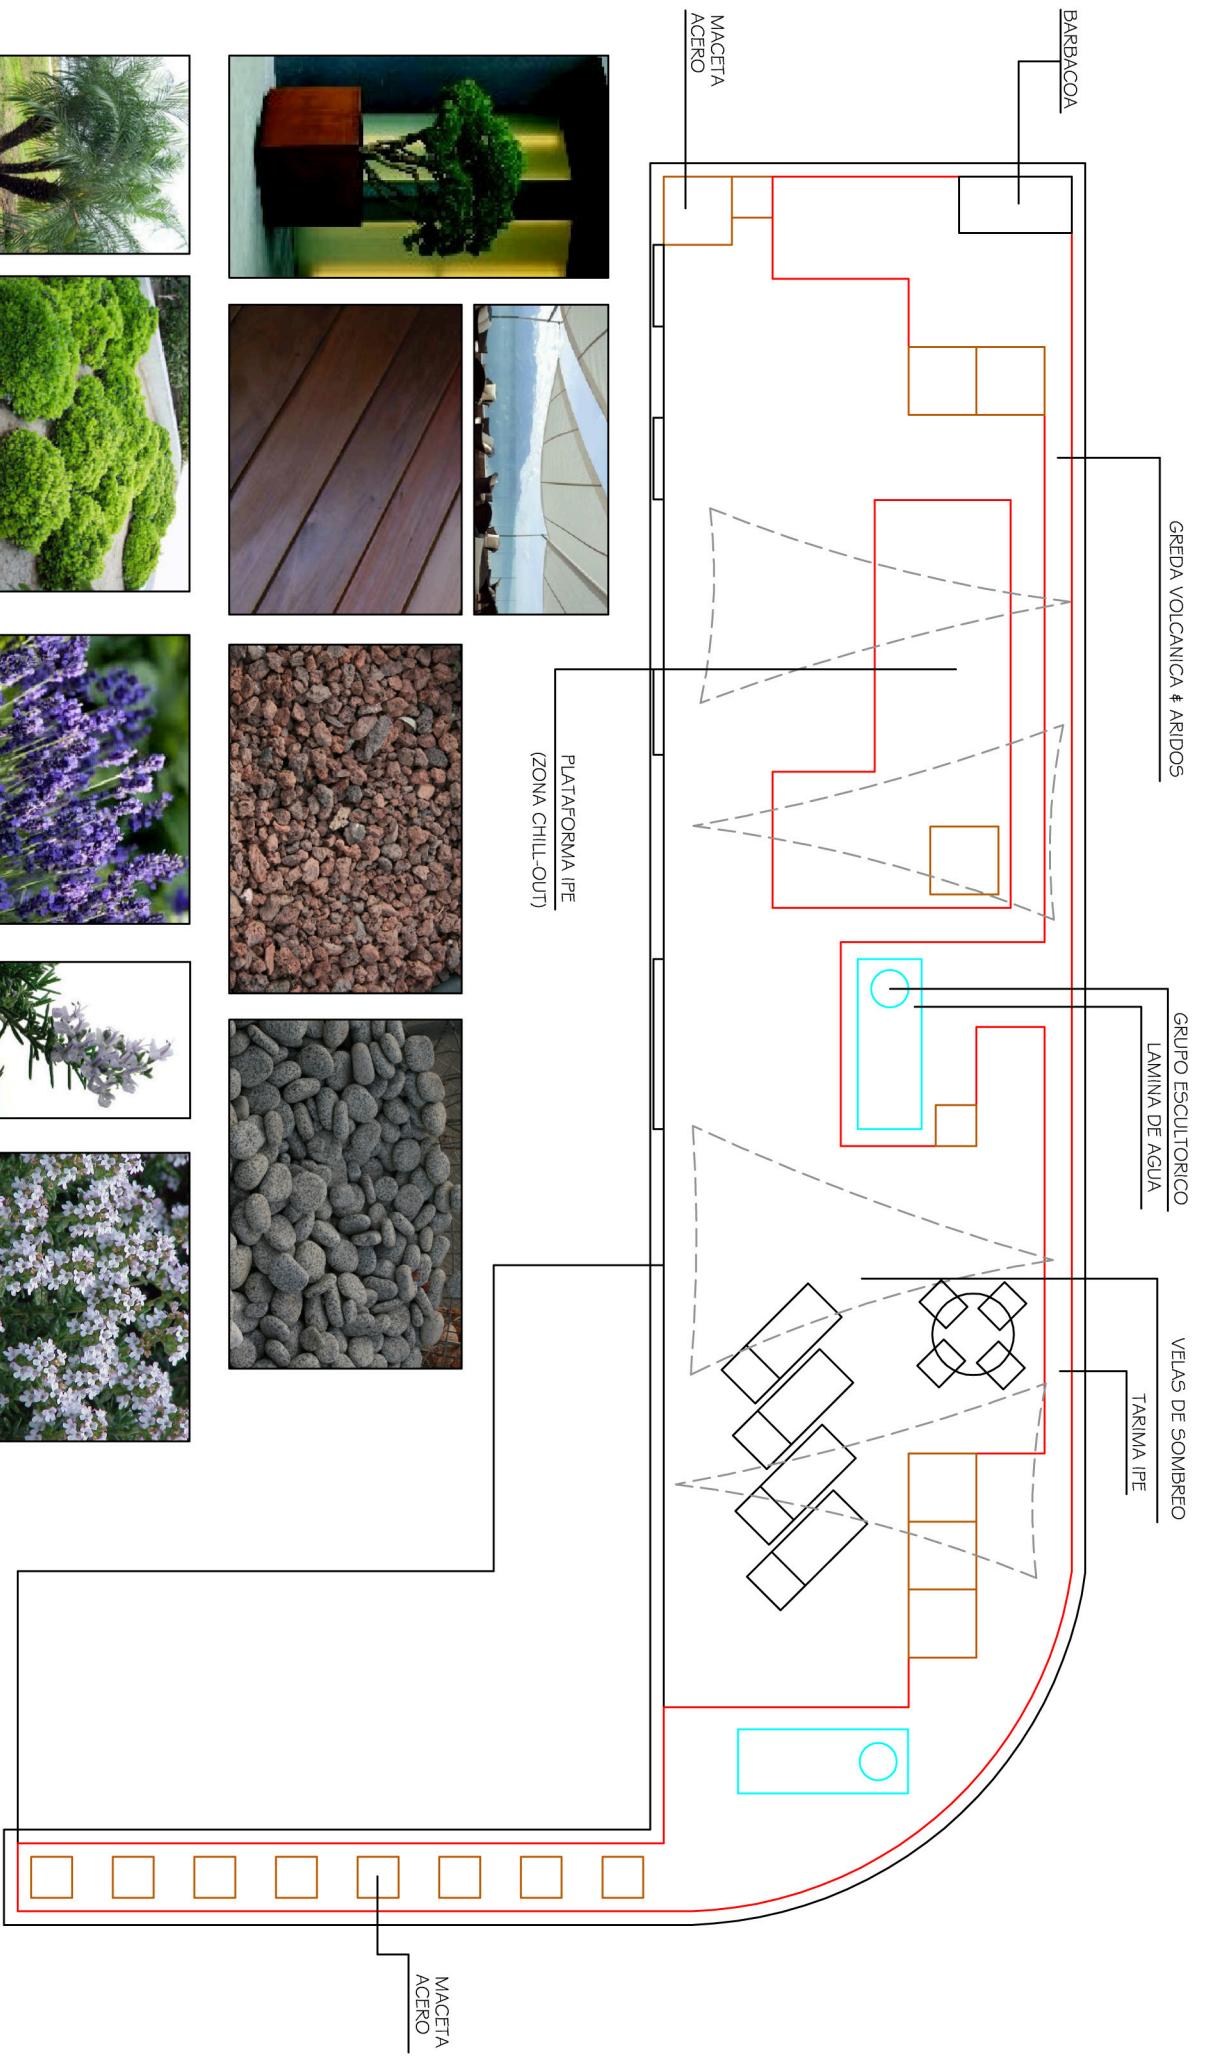 BARBACOA
MACETA
ACERO
GREDA VOLCANICA & ARIDOS
PLATAFORMA IPE
(ZONA CHILL-OUT)
GRUPO ESCULTORICO
LAMINA DE AGUA
VELAS DE SOMBREO
TARIMA IPE
MACETA
ACERO